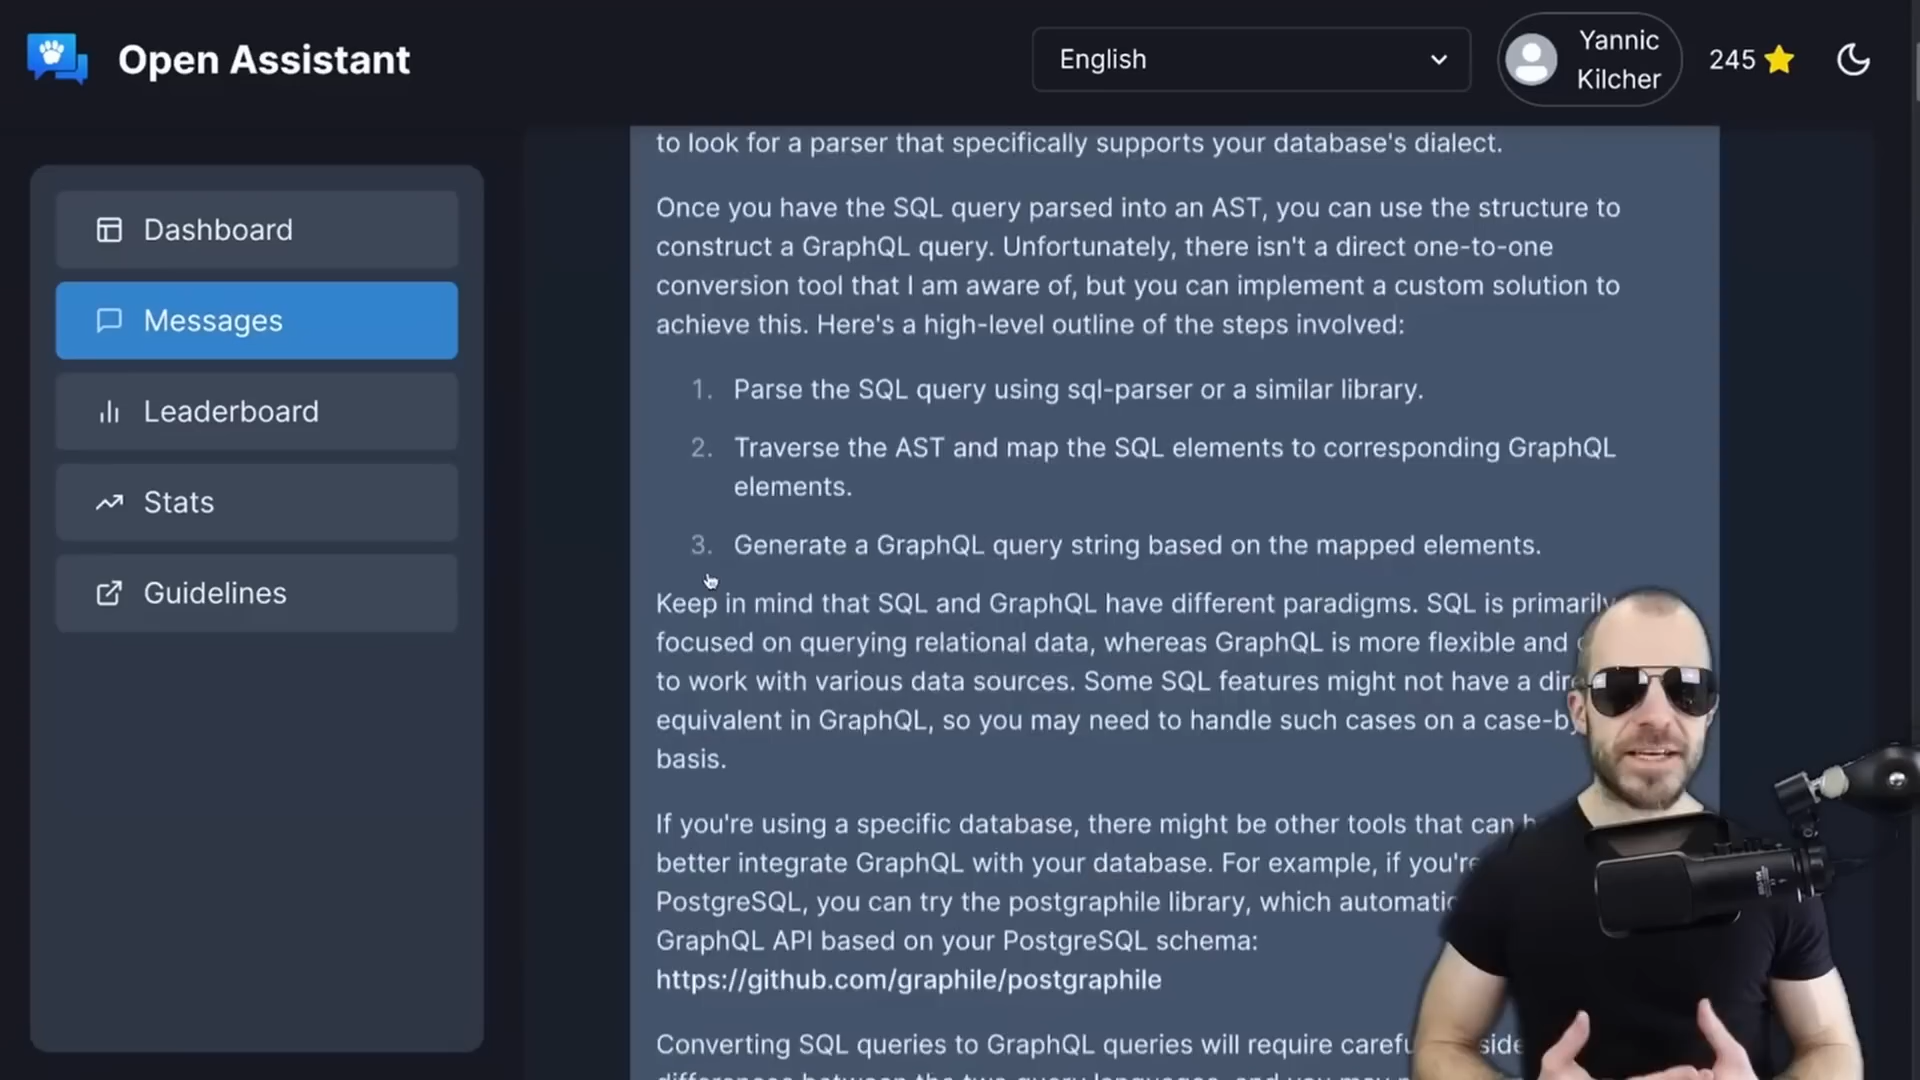 Open Assistant
English
Yannic
Kilcher
245
Dashboard
Messages
Leaderboard
Stats
Guidelines
to look for a parser that specifically supports your database's dialect.
Once you have the SQL query parsed into an AST, you can use the structure to
construct a GraphQL query. Unfortunately, there isn't a direct one-to-one
conversion tool that I am aware of, but you can implement a custom solution to
achieve this. Here's a high-level outline of the steps involved:
1. Parse the SQL query using sql-parser or a similar library.
2. Traverse the AST and map the SQL elements to corresponding GraphQL
elements.
3. Generate a GraphQL query string based on the mapped elements.
Keep in mind that SQL and GraphQL have different paradigms. SQL is primarily
focused on querying relational data, whereas GraphQL is more flexible and
to work with various data sources. Some SQL features might not have a
equivalent in GraphQL, so you may need to handle such cases on a
basis.
If you're using a specific database, there might be other tools that can
better integrate GraphQL with your database. For example, if you're
PostgreSQL, you can try the postgraphile library, which
GraphQL API based on your PostgreSQL schema:
https://github.com/graphile/postgraphile
Converting SQL queries to GraphQL queries will require